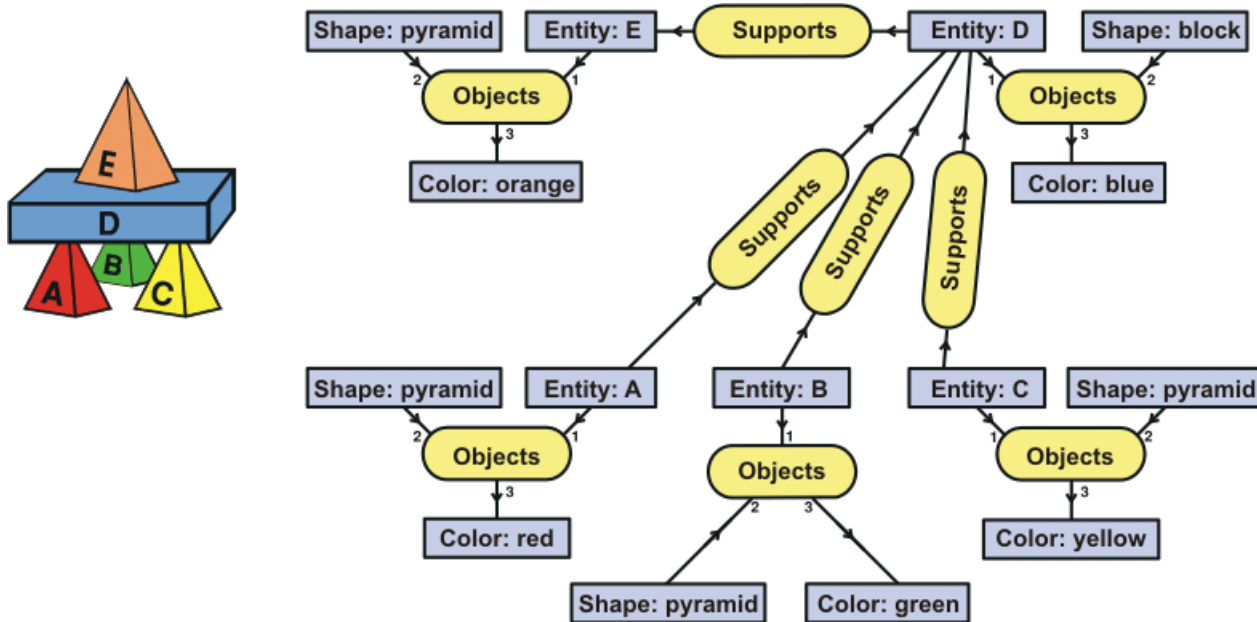 E
D
A
B
C
Shape: pyramid
Entity: E
Supports
Entity: D
Shape: block
2
1
Objects
1
2
Objects
3
3
Color: orange
Color: blue
Supports
Supports
Supports
Shape: pyramid
Entity: A
Entity: B
Entity: C
Shape: pyramid
2
1
Objects
1
Objects
1
2
Objects
3
2
3
3
Color: red
Color: yellow
Shape: pyramid
Color: green